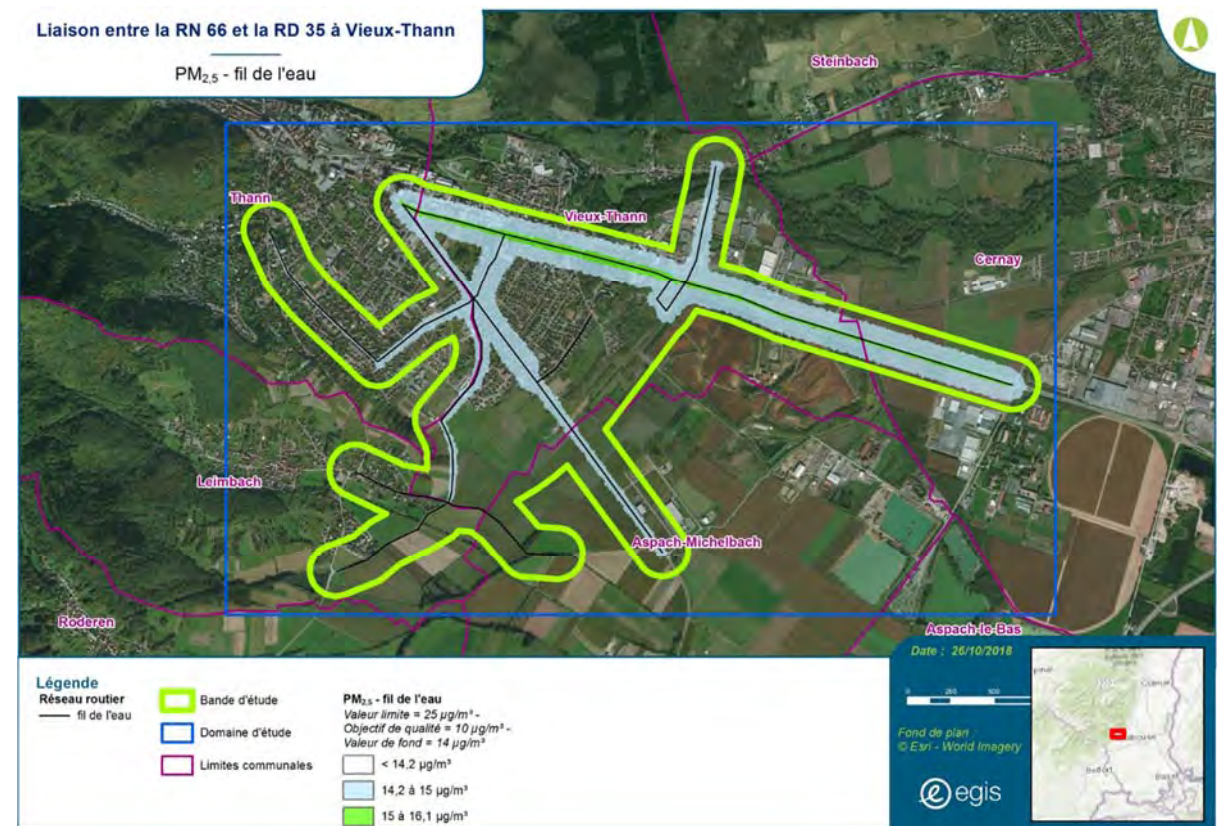 Liaison entre la RN 66 et la RD 35 à Vieux-Thann
PM2,5 - fil de l'eau
Steinbach
Thann
Vieux-Thann
Cernay
Leimbach
Aspach-Michelbach
Roderen
Aspach-le-Bas
Légende
Réseau routier
fil de l'eau
Bande d'étude
Domaine d'étude
Limites communales
PM2,5 - fil de l'eau
Valeur limite = 25 µg/m³ -
Objectif de qualité = 10 µg/m³ -
Valeur de fond = 14 µg/m³
< 14,2 µg/m³
14,2 à 15 µg/m³
15 à 16,1 µg/m³
Date : 26/10/2018
0 250 500
Fond de plan :
© Esri - World Imagery
egis
Belfort